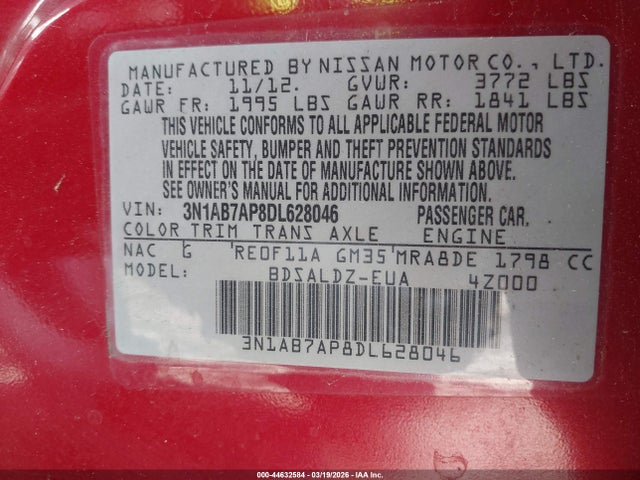 MANUFACTURED BY NISSAN MOTOR CO., LTD.
DATE: 11/12. GVWR: 3772 LBS
GAWR FR: 1995 LBS GAWR RR: 1841 LBS
THIS VEHICLE CONFORMS TO ALL APPLICABLE FEDERAL MOTOR
VEHICLE SAFETY, BUMPER AND THEFT PREVENTION STANDARDS
IN EFFECT ON THE DATE OF MANUFACTURE SHOWN ABOVE.
SEE OWNER'S MANUAL FOR ADDITIONAL INFORMATION.
VIN: 3N1AB7AP8DL628046 PASSENGER CAR.
COLOR TRIM TRANS AXLE ENGINE
NAC G RE0F11A GM35 MRA8DE 1798 CC
MODEL: BDSALDZ-EUA 4Z000
3N1AB7AP8DL628046
000-44632584 | 03/19/2026 | IAA Inc.